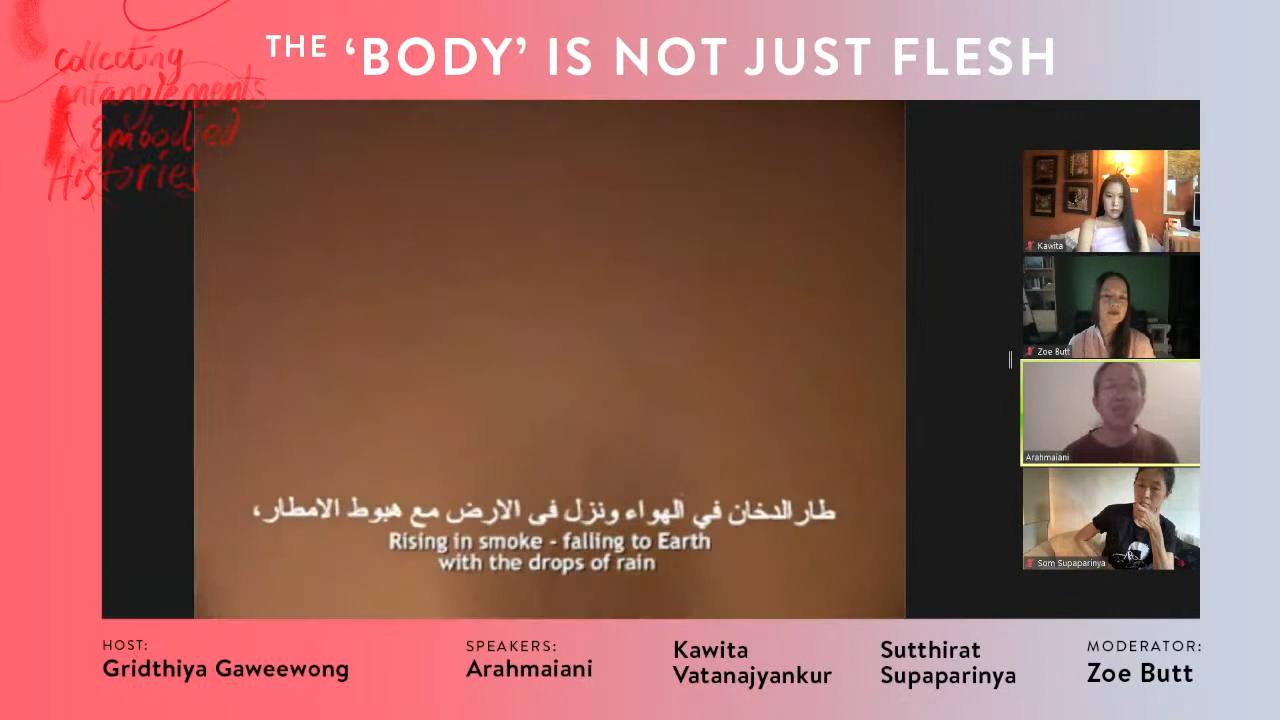 collecting
entanglements
Embodied
Histories
THE ‘BODY’ IS NOT JUST FLESH
طار الدخان في الهواء ونزل فى الارض مع هبوط الامطار،
Rising in smoke - falling to Earth
with the drops of rain
Kawita
Zoe Butt
Arahmaiani
Som Supaparinya
HOST:
Gridthiya Gaweewong
SPEAKERS:
Arahmaiani
Kawita
Vatanajyankur
Sutthirat
Supaparinya
MODERATOR:
Zoe Butt